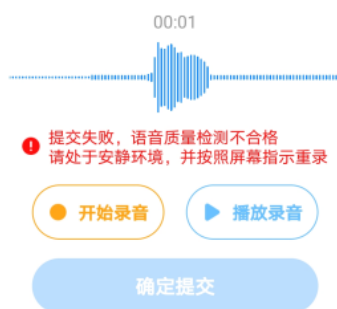 00:01
提交失败，语音质量检测不合格
请处于安静环境，并按照屏幕指示重录
开始录音
播放录音
确定提交